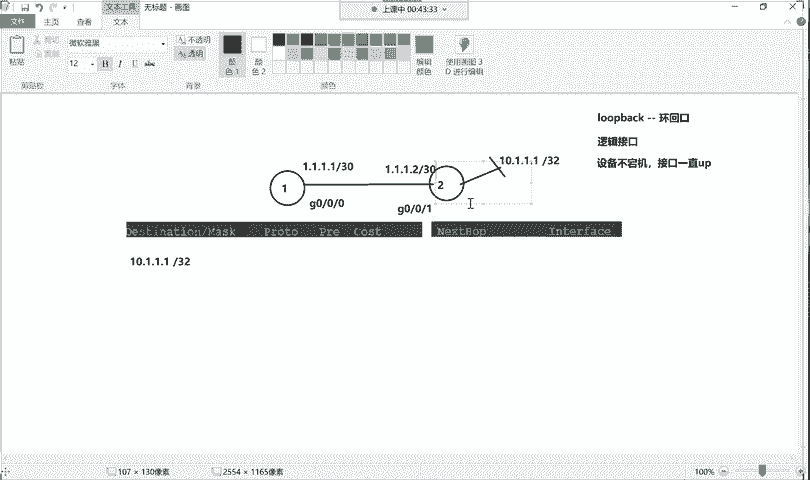 文本工具
无标题 - 画图
上课中 00:43:33
文件
主页
查看
文本
粘贴
剪切
微软雅黑
12
B
I
U
abc
不透明
透明
颜色 1
颜色 2
编辑颜色
使用画图 3D 进行编辑
剪贴板
字体
背景
颜色
loopback -- 环回口
逻辑接口
设备不宕机，接口一直up
1.1.1.1/30
1.1.1.2/30
10.1.1.1 /32
1
2
g0/0/0
g0/0/1
Destination/Mask Proto Pre Cost NextHop Interface
10.1.1.1 /32
107 × 130像素
2554 × 1165像素
100%